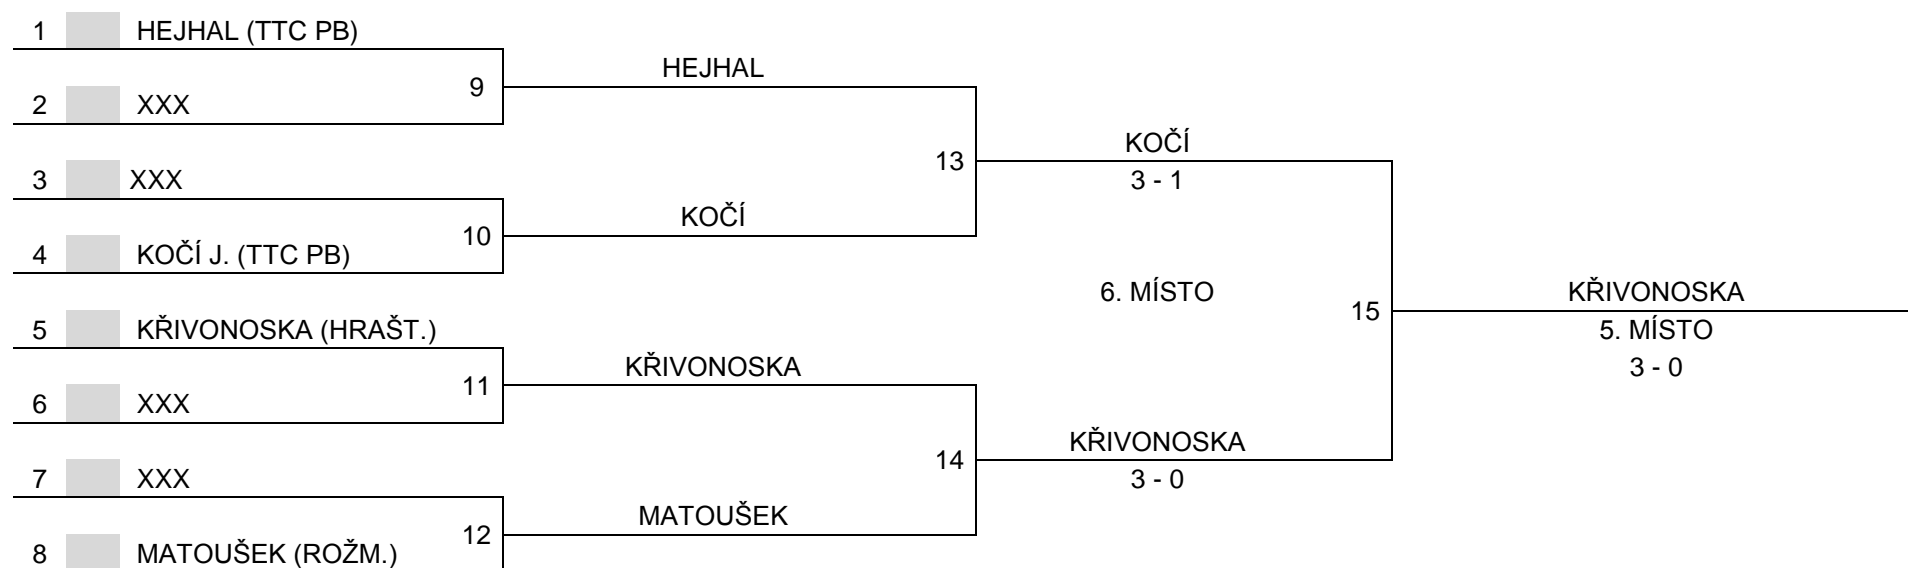 1 HEJHAL (TTC PB)
HEJHAL
9
2 XXX
KOČÍ
13
3 XXX
3 - 1
KOČÍ
10
4 KOČÍ J. (TTC PB)
6. MÍSTO
KŘIVONOSKA
15
5 KŘIVONOSKA (HRAŠT.)
5. MÍSTO
KŘIVONOSKA
3 - 0
11
6 XXX
KŘIVONOSKA
14
7 XXX
3 - 0
MATOUŠEK
12
8 MATOUŠEK (ROŽM.)